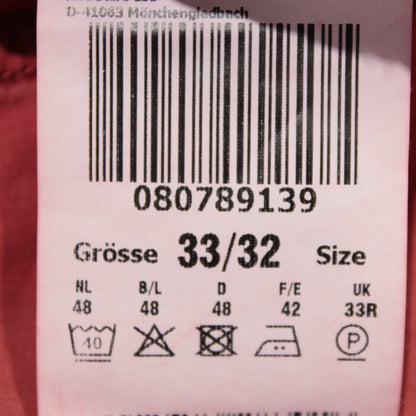 D-41063 Mönchengladbach
080789139
Grösse 33/32 Size
NL B/L D F/E UK
48 48 48 42 33R
40 P